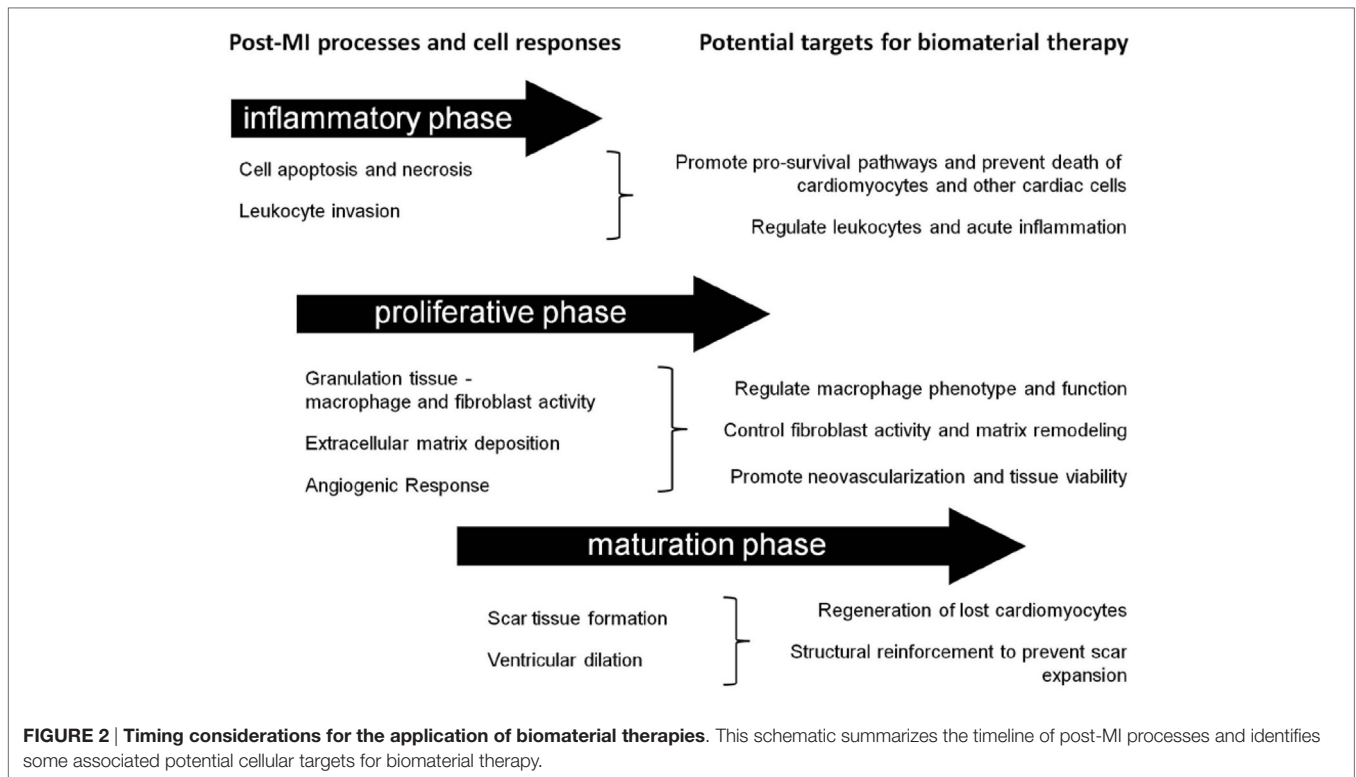 Post-MI processes and cell responses
Potential targets for biomaterial therapy
inflammatory phase
Cell apoptosis and necrosis
Leukocyte invasion
Promote pro-survival pathways and prevent death of
cardiomyocytes and other cardiac cells
Regulate leukocytes and acute inflammation
proliferative phase
Granulation tissue -
macrophage and fibroblast activity
Extracellular matrix deposition
Angiogenic Response
Regulate macrophage phenotype and function
Control fibroblast activity and matrix remodeling
Promote neovascularization and tissue viability
maturation phase
Scar tissue formation
Ventricular dilation
Regeneration of lost cardiomyocytes
Structural reinforcement to prevent scar
expansion
FIGURE 2 | Timing considerations for the application of biomaterial therapies. This schematic summarizes the timeline of post-MI processes and identifies
some associated potential cellular targets for biomaterial therapy.